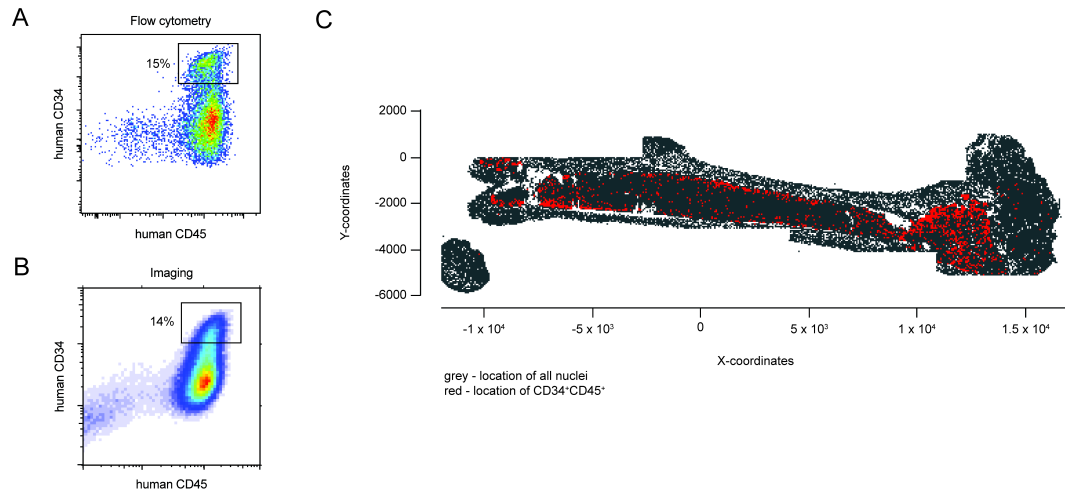 A
Flow cytometry
15%
human CD34
human CD45
B
Imaging
14%
human CD34
human CD45
C
2000
0
-2000
-4000
-6000
Y-coordinates
-1 x 10⁴
-5 x 10³
0
5 x 10³
1 x 10⁴
1.5 x 10⁴
X-coordinates
grey - location of all nuclei
red - location of CD34⁺CD45⁺